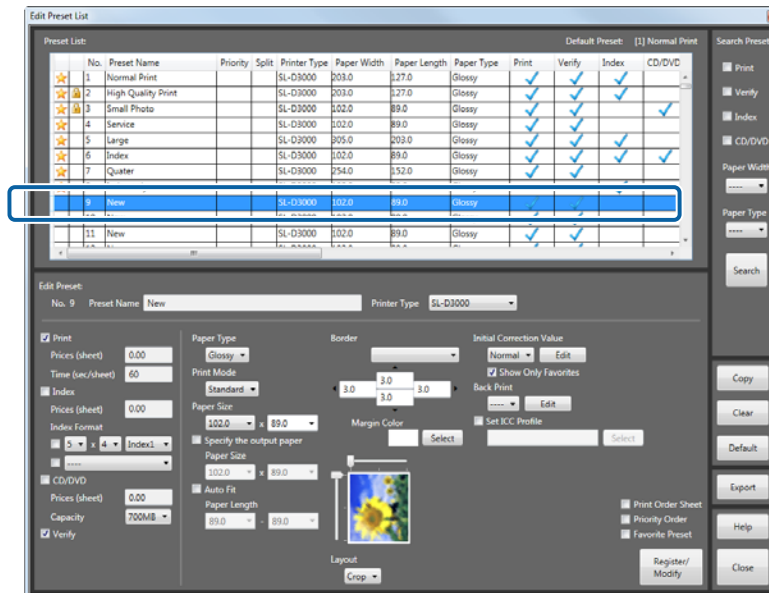 Edit Preset List
Preset List: Default Preset: [1] Normal Print
No. Preset Name Priority Split Printer Type Paper Width Paper Length Paper Type Print Verify Index CD/DVD
1 Normal Print SL-D3000 203.0 127.0 Glossy
2 High Quality Print SL-D3000 203.0 127.0 Glossy
3 Small Photo SL-D3000 102.0 89.0 Glossy
4 Service SL-D3000 102.0 89.0 Glossy
5 Large SL-D3000 305.0 203.0 Glossy
6 Index SL-D3000 102.0 89.0 Glossy
7 Quater SL-D3000 254.0 152.0 Glossy
9 New SL-D3000 102.0 89.0 Glossy
11 New SL-D3000 102.0 89.0 Glossy
Search Preset
Print
Verify
Index
CD/DVD
Paper Width
----
Paper Type
----
Search
Edit Preset:
No. 9 Preset Name New Printer Type SL-D3000
Print
Prices (sheet) 0.00
Time (sec/sheet) 60
Index
Prices (sheet) 0.00
Index Format
5 x 4 Index1
----
CD/DVD
Prices (sheet) 0.00
Capacity 700MB
Verify
Paper Type
Glossy
Print Mode
Standard
Paper Size
102.0 x 89.0
Specify the output paper
Paper Size
102.0 x 89.0
Auto Fit
Paper Length
89.0 - 89.0
Border
3.0
3.0 3.0
3.0
Margin Color
Select
Layout
Crop
Initial Correction Value
Normal Edit
Show Only Favorites
Back Print
---- Edit
Set ICC Profile
Select
Print Order Sheet
Priority Order
Favorite Preset
Register/
Modify
Copy
Clear
Default
Export
Help
Close